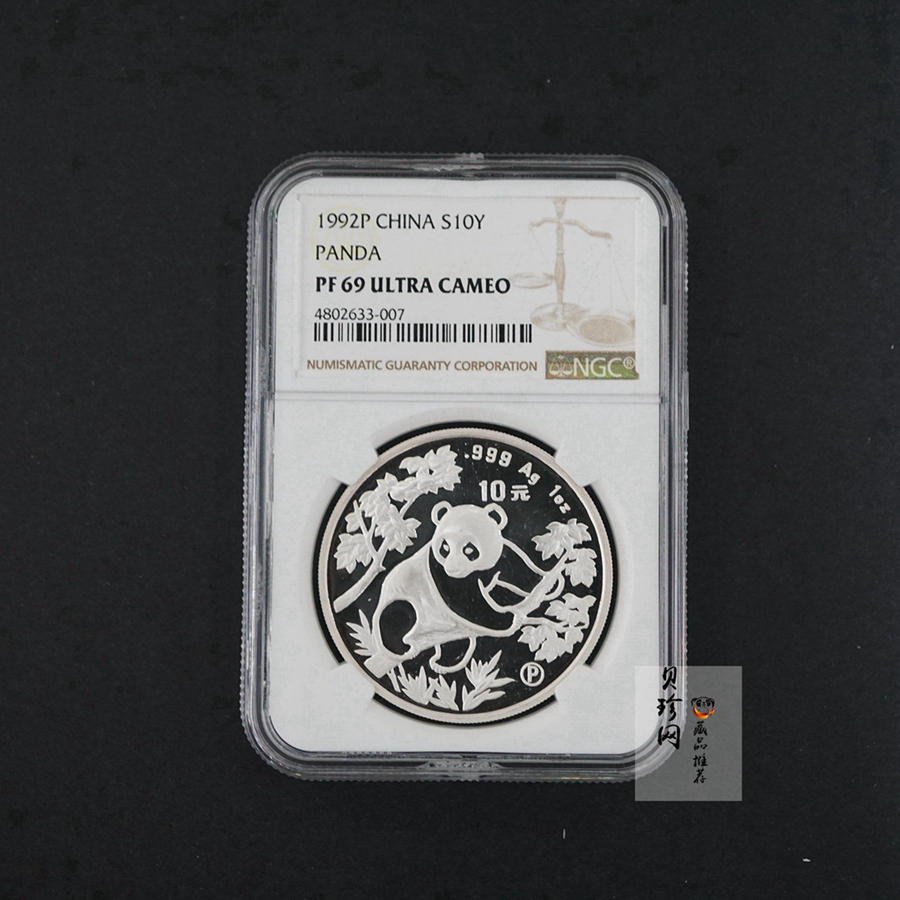 1992P CHINA S10Y
PANDA
PF 69 ULTRA CAMEO
4802633-007
NUMISMATIC GUARANTY CORPORATION
NGC®
.999 Ag 1oz
10元
P
贝珍网
藏品推荐